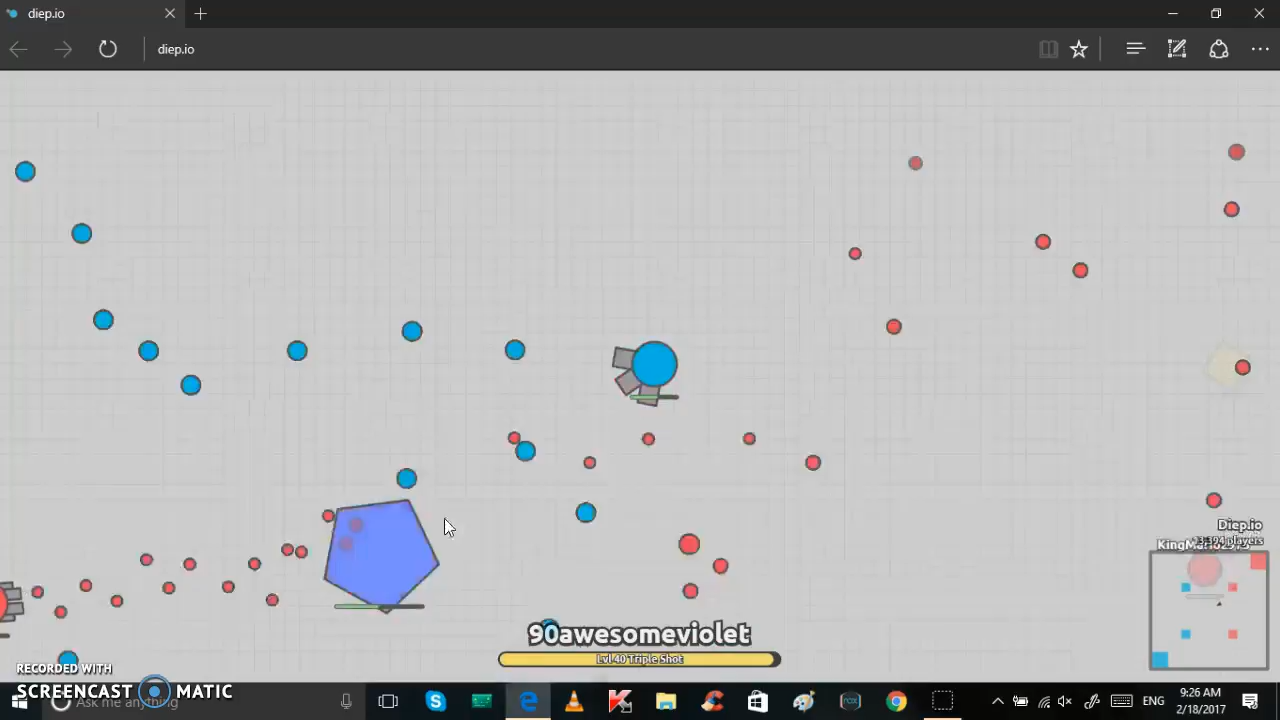 diep.io
diep.io
Diep.io
players
90awesomeviolet
Lvl 40 Triple Shot
RECORDED WITH
SCREENCAST MATIC
Ask me anything
ENG
9:26 AM
2/18/2017